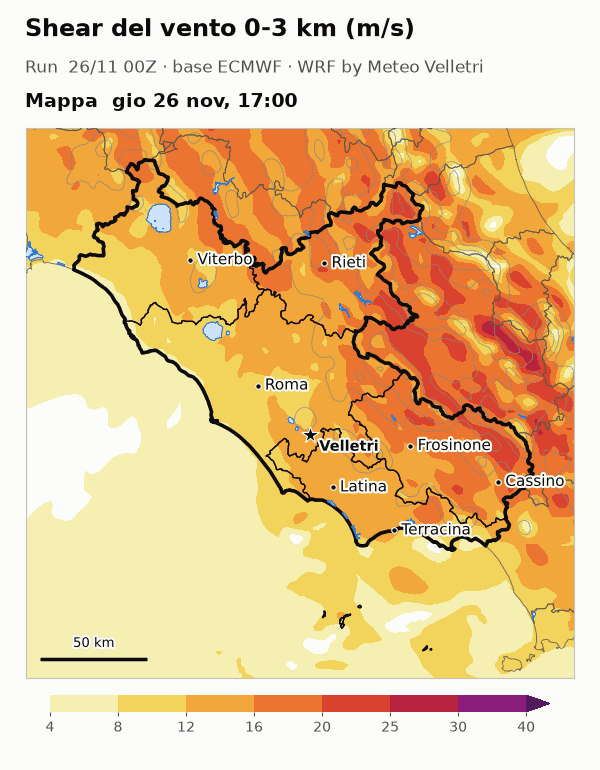 Shear del vento 0-3 km (m/s)
Run  26/11 00Z · base ECMWF · WRF by Meteo Velletri
Mappa  gio 26 nov, 17:00
Viterbo
Rieti
Roma
Velletri
Frosinone
Latina
Cassino
Terracina
50 km
4 8 12 16 20 25 30 40